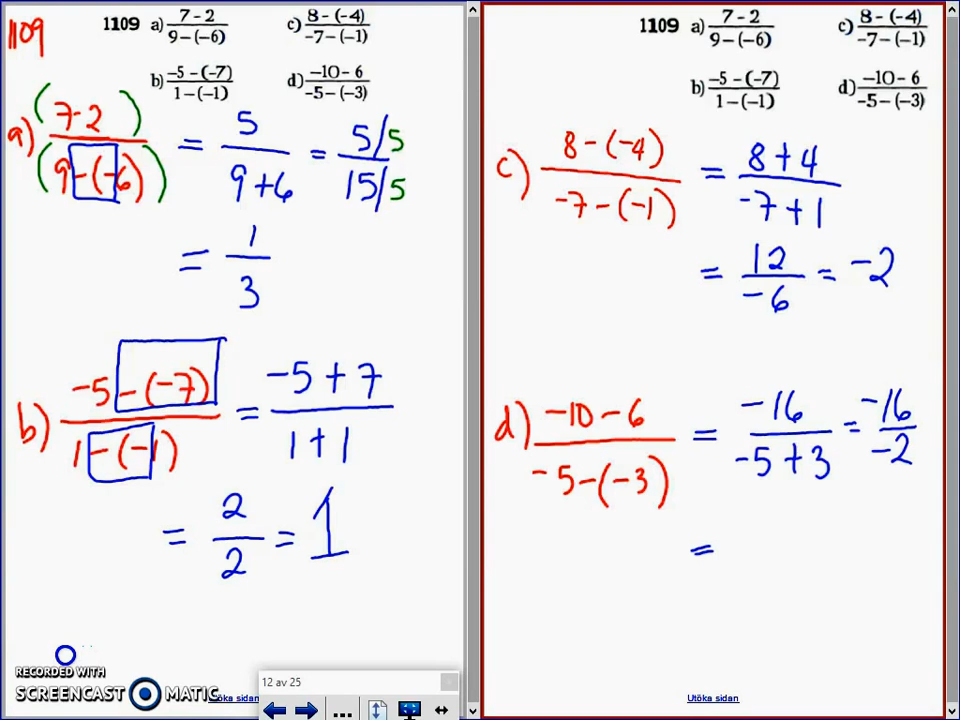 1109
1109 a) 7 - 2 / 9 - (-6) c) 8 - (-4) / -7 - (-1)
b) -5 - (-7) / 1 - (-1) d) -10 - 6 / -5 - (-3)
a) (7-2) / (9-(-6)) = 5 / 9+6 = 5/5 / 15/5
= 1 / 3
b) -5-(-7) / 1-(-1) = -5+7 / 1+1
= 2 / 2 = 1
RECORDED WITH
SCREENCAST MATIC
Utöka sidan
12 av 25
...
1109 a) 7 - 2 / 9 - (-6) c) 8 - (-4) / -7 - (-1)
b) -5 - (-7) / 1 - (-1) d) -10 - 6 / -5 - (-3)
c) 8-(-4) / -7-(-1) = 8+4 / -7+1
= 12 / -6 = -2
d) -10-6 / -5-(-3) = -16 / -5+3 = -16 / -2
=
Utöka sidan